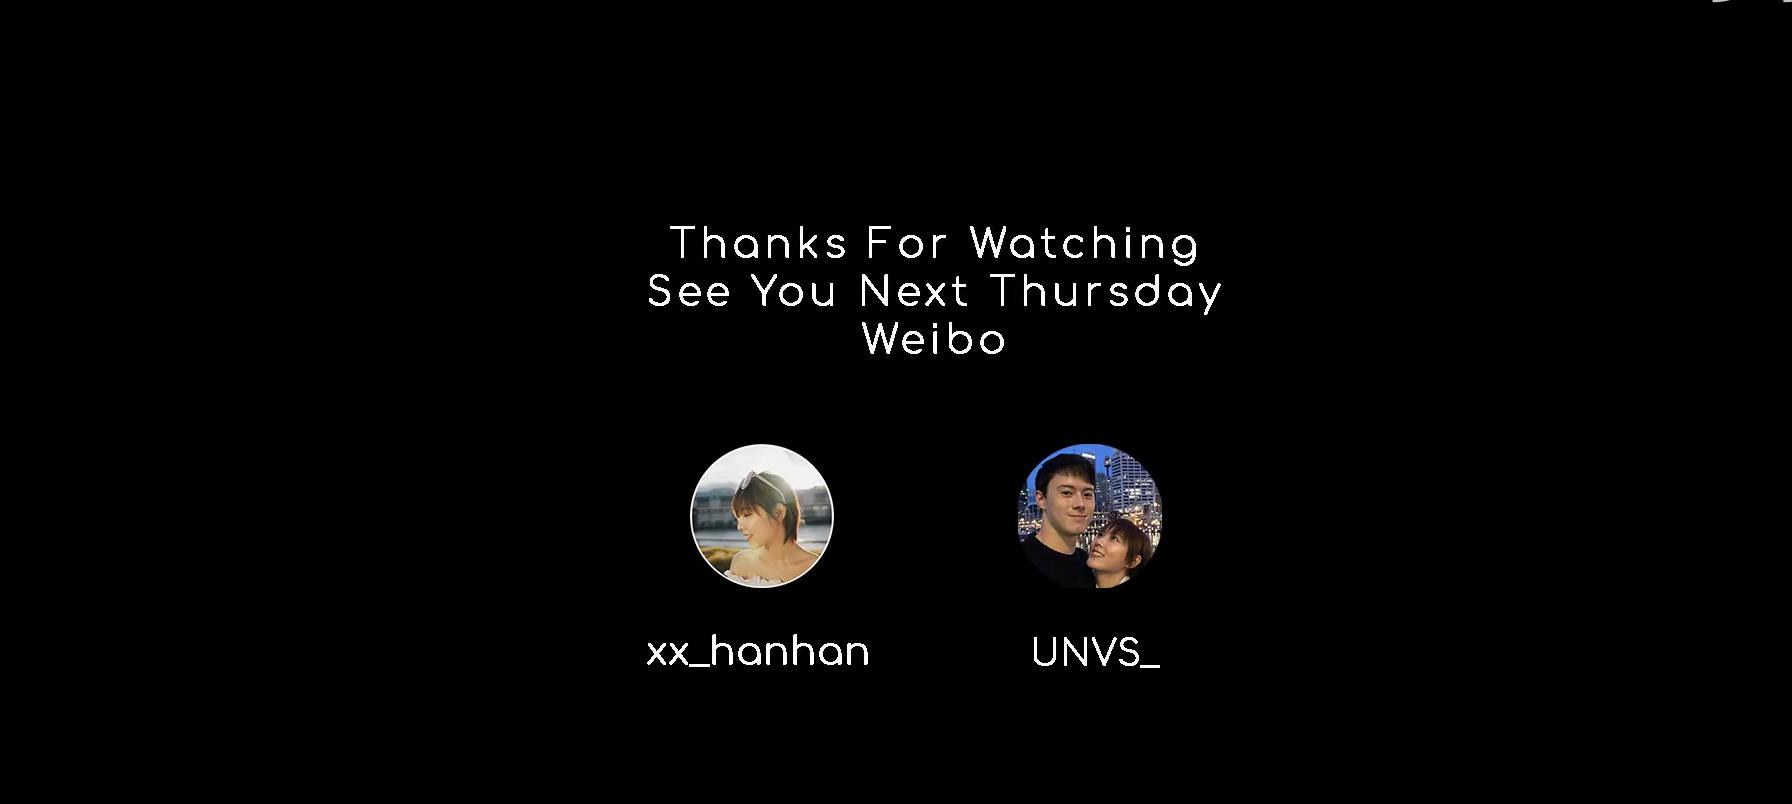 Thanks For Watching
See You Next Thursday
Weibo
xx_hanhan
UNVS_